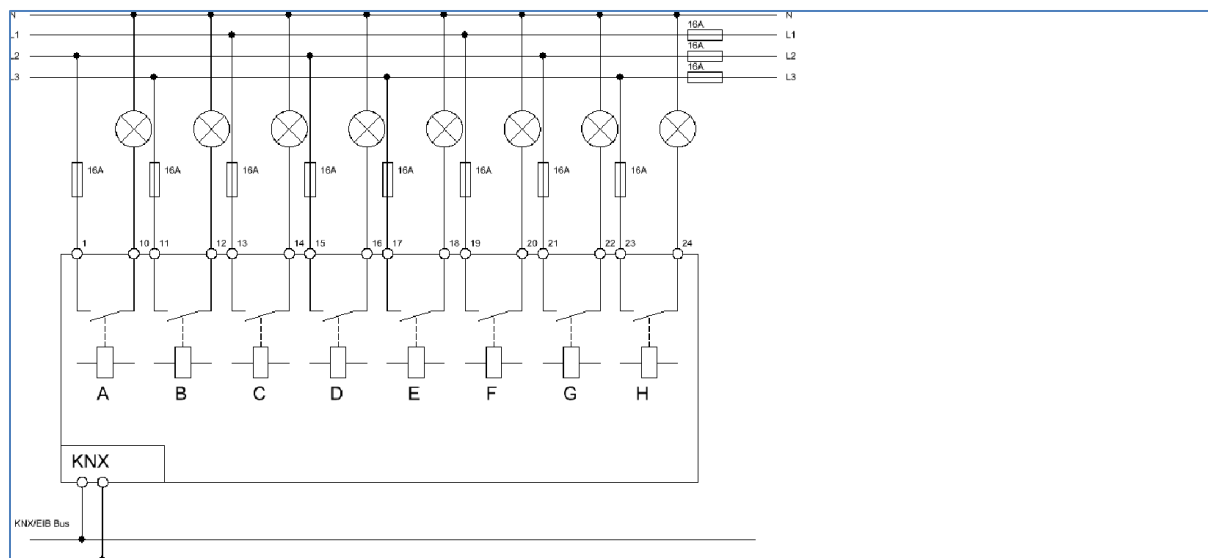 N
N
16A
L1
L1
16A
L2
L2
16A
L3
L3
16A 16A 16A 16A 16A 16A 16A 16A
1 10 11 12 13 14 15 16 17 18 19 20 21 22 23 24
A B C D E F G H
KNX
KNX/EIB Bus